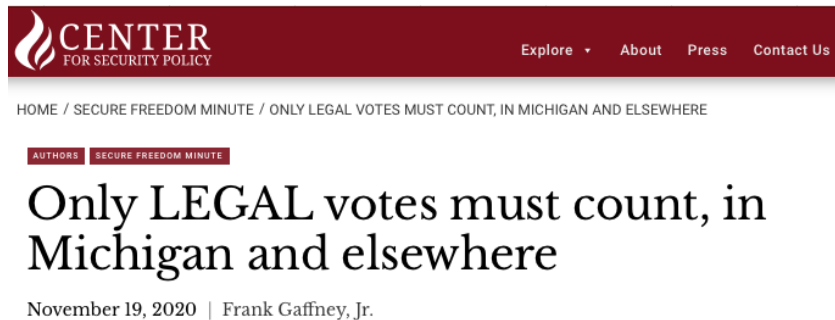 CENTER
FOR SECURITY POLICY
Explore About Press Contact Us
HOME / SECURE FREEDOM MINUTE / ONLY LEGAL VOTES MUST COUNT, IN MICHIGAN AND ELSEWHERE
AUTHORS SECURE FREEDOM MINUTE
Only LEGAL votes must count, in
Michigan and elsewhere
November 19, 2020 | Frank Gaffney, Jr.